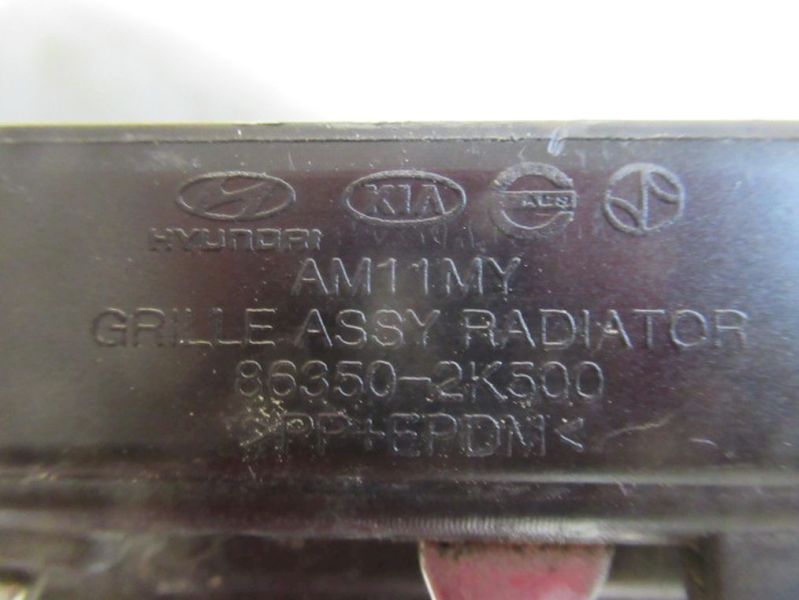 KIA
HYUNDAI
AM11MY
GRILLE ASSY RADIATOR
86350-2K500
>PP+EPDM<